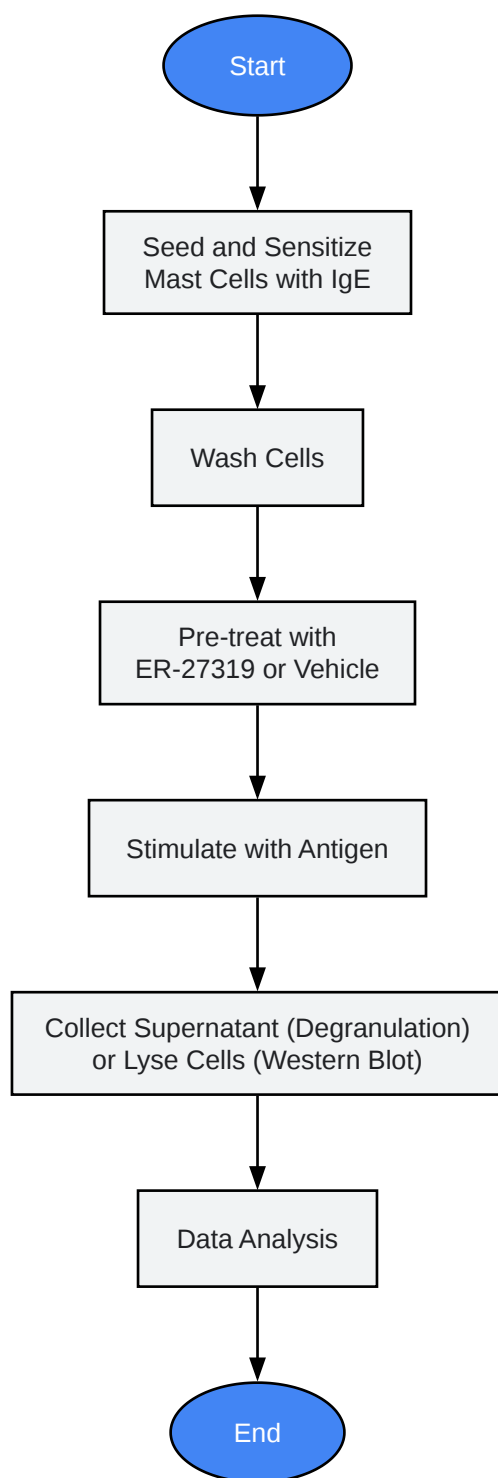 Start
Seed and Sensitize
Mast Cells with IgE
Wash Cells
Pre-treat with
ER-27319 or Vehicle
Stimulate with Antigen
Collect Supernatant (Degranulation)
or Lyse Cells (Western Blot)
Data Analysis
End